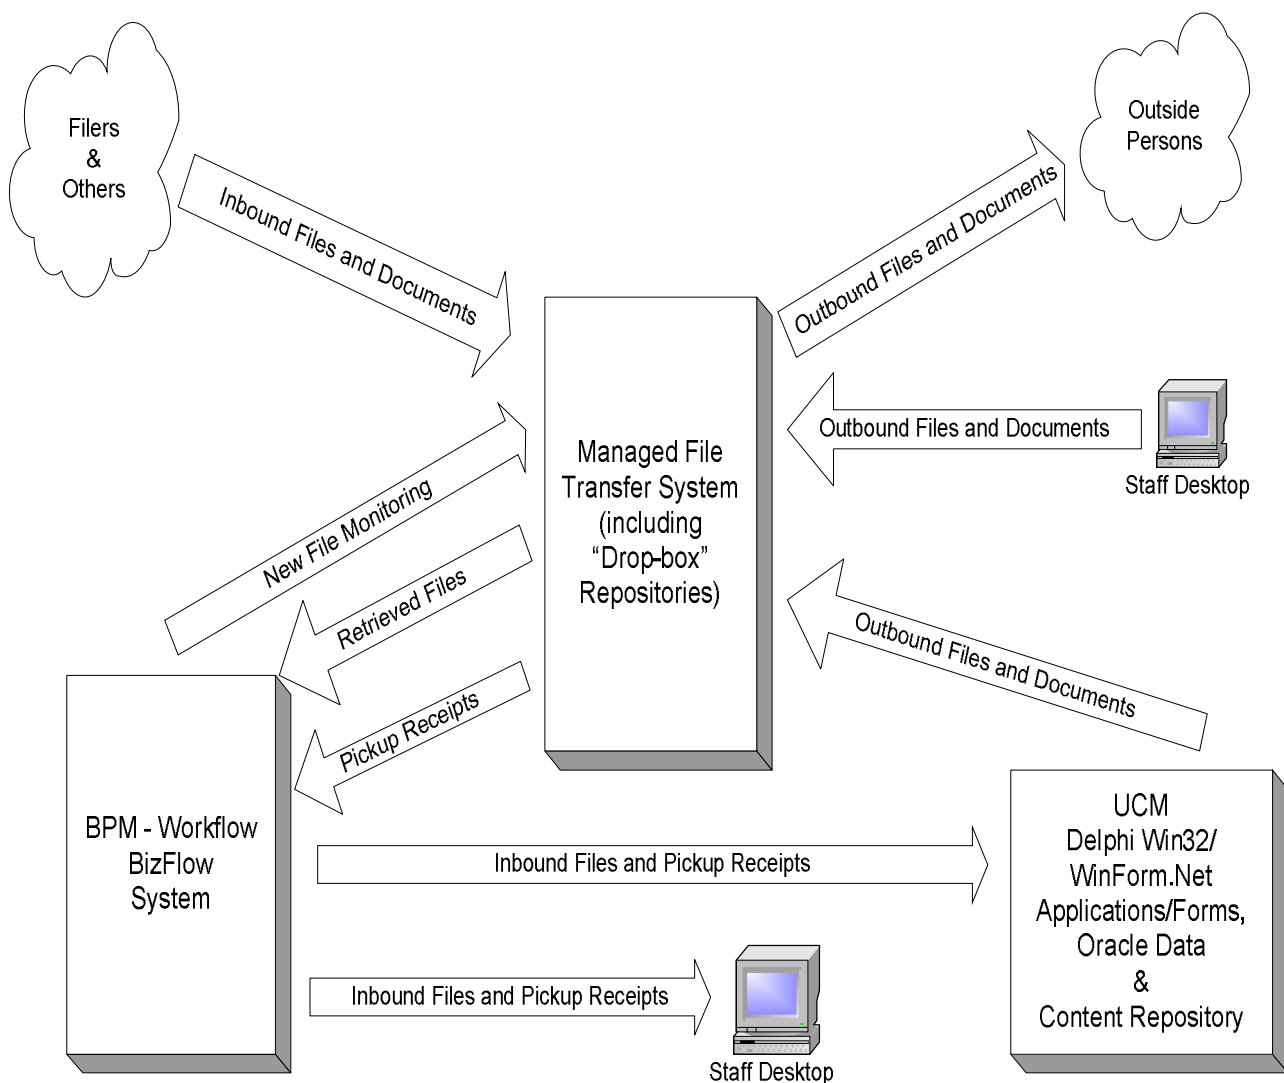 Filers
&
Others
Outside
Persons
Inbound Files and Documents
Outbound Files and Documents
Outbound Files and Documents
Staff Desktop
Managed File
Transfer System
(including
“Drop-box”
Repositories)
New File Monitoring
Retrieved Files
Pickup Receipts
Outbound Files and Documents
BPM - Workflow
BizFlow
System
Inbound Files and Pickup Receipts
UCM
Delphi Win32/
WinForm.Net
Applications/Forms,
Oracle Data
&
Content Repository
Inbound Files and Pickup Receipts
Staff Desktop